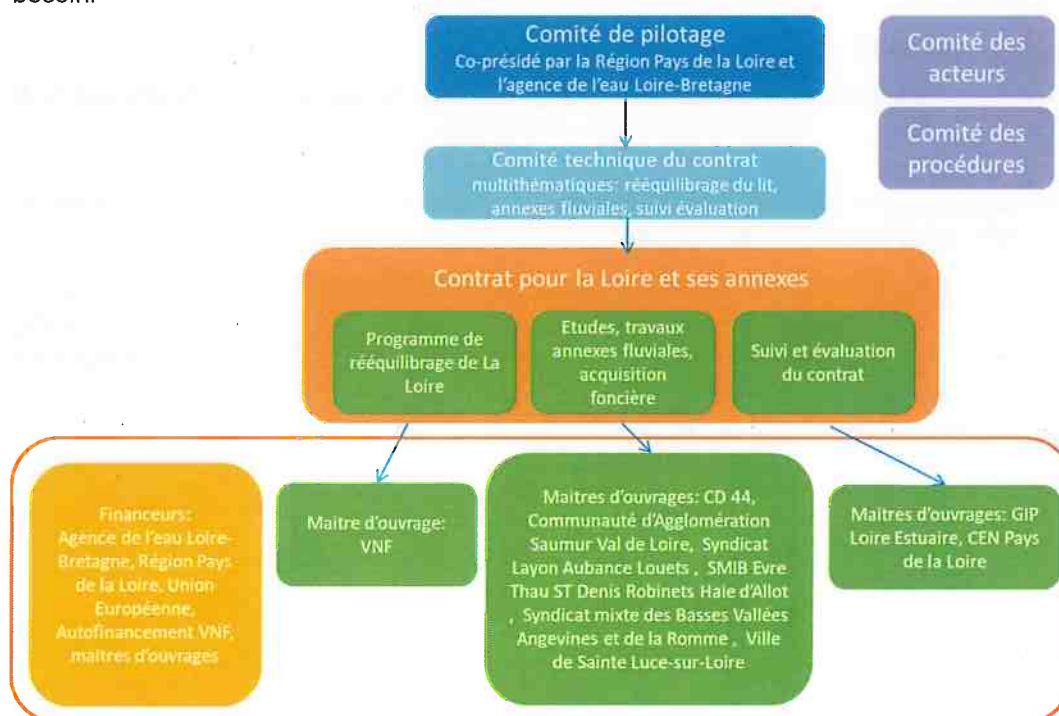 Comité de pilotage
Co-présidé par la Région Pays de la Loire et
l'agence de l'eau Loire-Bretagne
Comité des
acteurs
Comité des
procédures
Comité technique du contrat
multithématiques: rééquilibrage du lit,
annexes fluviales, suivi évaluation
Contrat pour la Loire et ses annexes
Programme de
rééquilibrage de La
Loire
Etudes, travaux
annexes fluviales,
acquisition
foncière
Suivi et évaluation
du contrat
Financeurs:
Agence de l'eau Loire-
Bretagne, Région Pays
de la Loire, Union
Européenne,
Autofinancement VNF,
maitres d'ouvrages
Maitre d'ouvrage:
VNF
Maitres d'ouvrages: CD 44,
Communauté d'Agglomération
Saumur Val de Loire, Syndicat
Layon Aubance Louets , SMIB Evre
Thau ST Denis Robinets Haie d'Allot
, Syndicat mixte des Basses Vallées
Angevines et de la Romme , Ville
de Sainte Luce-sur-Loire
Maitres d'ouvrages: GIP
Loire Estuaire, CEN Pays
de la Loire